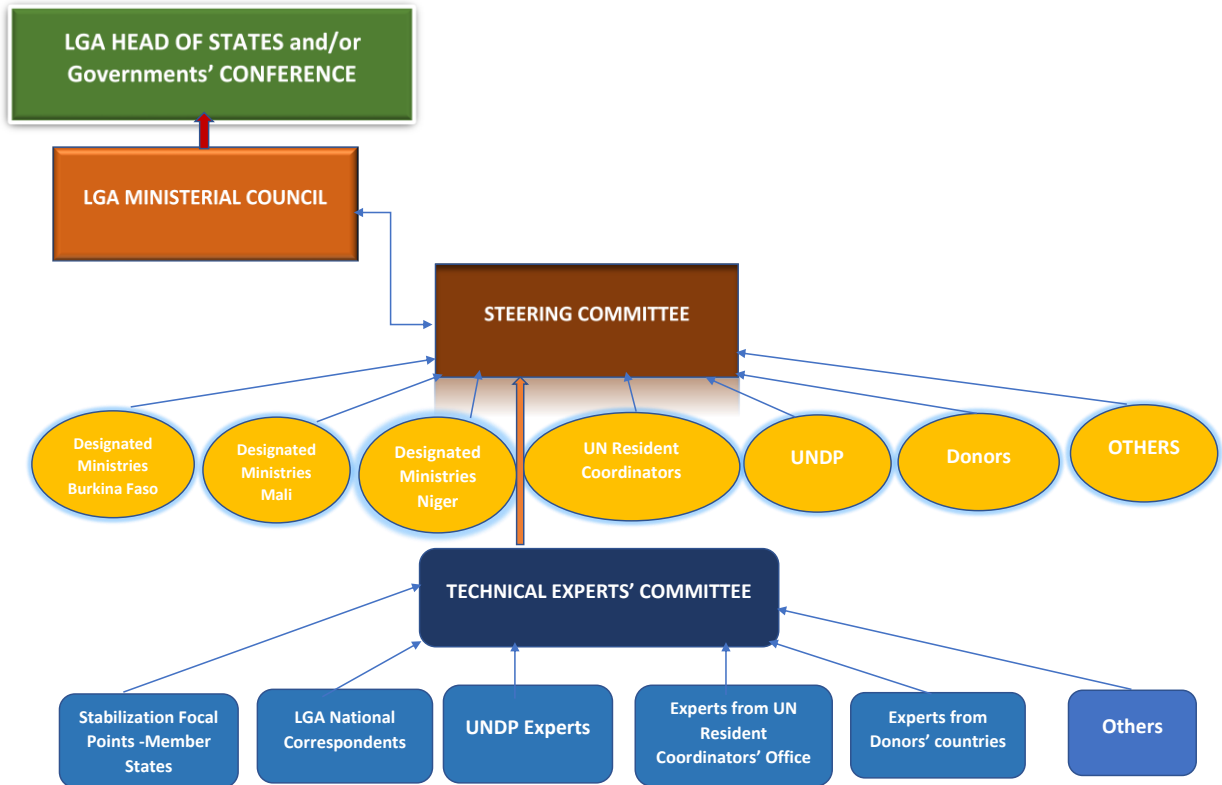 LGA HEAD OF STATES and/or
Governments’ CONFERENCE
LGA MINISTERIAL COUNCIL
STEERING COMMITTEE
Designated
Ministries
Burkina Faso
Designated
Ministries
Mali
Designated
Ministries
Niger
UN Resident
Coordinators
UNDP
Donors
OTHERS
TECHNICAL EXPERTS’ COMMITTEE
Stabilization Focal
Points -Member
States
LGA National
Correspondents
UNDP Experts
Experts from UN
Resident
Coordinators’ Office
Experts from
Donors’ countries
Others